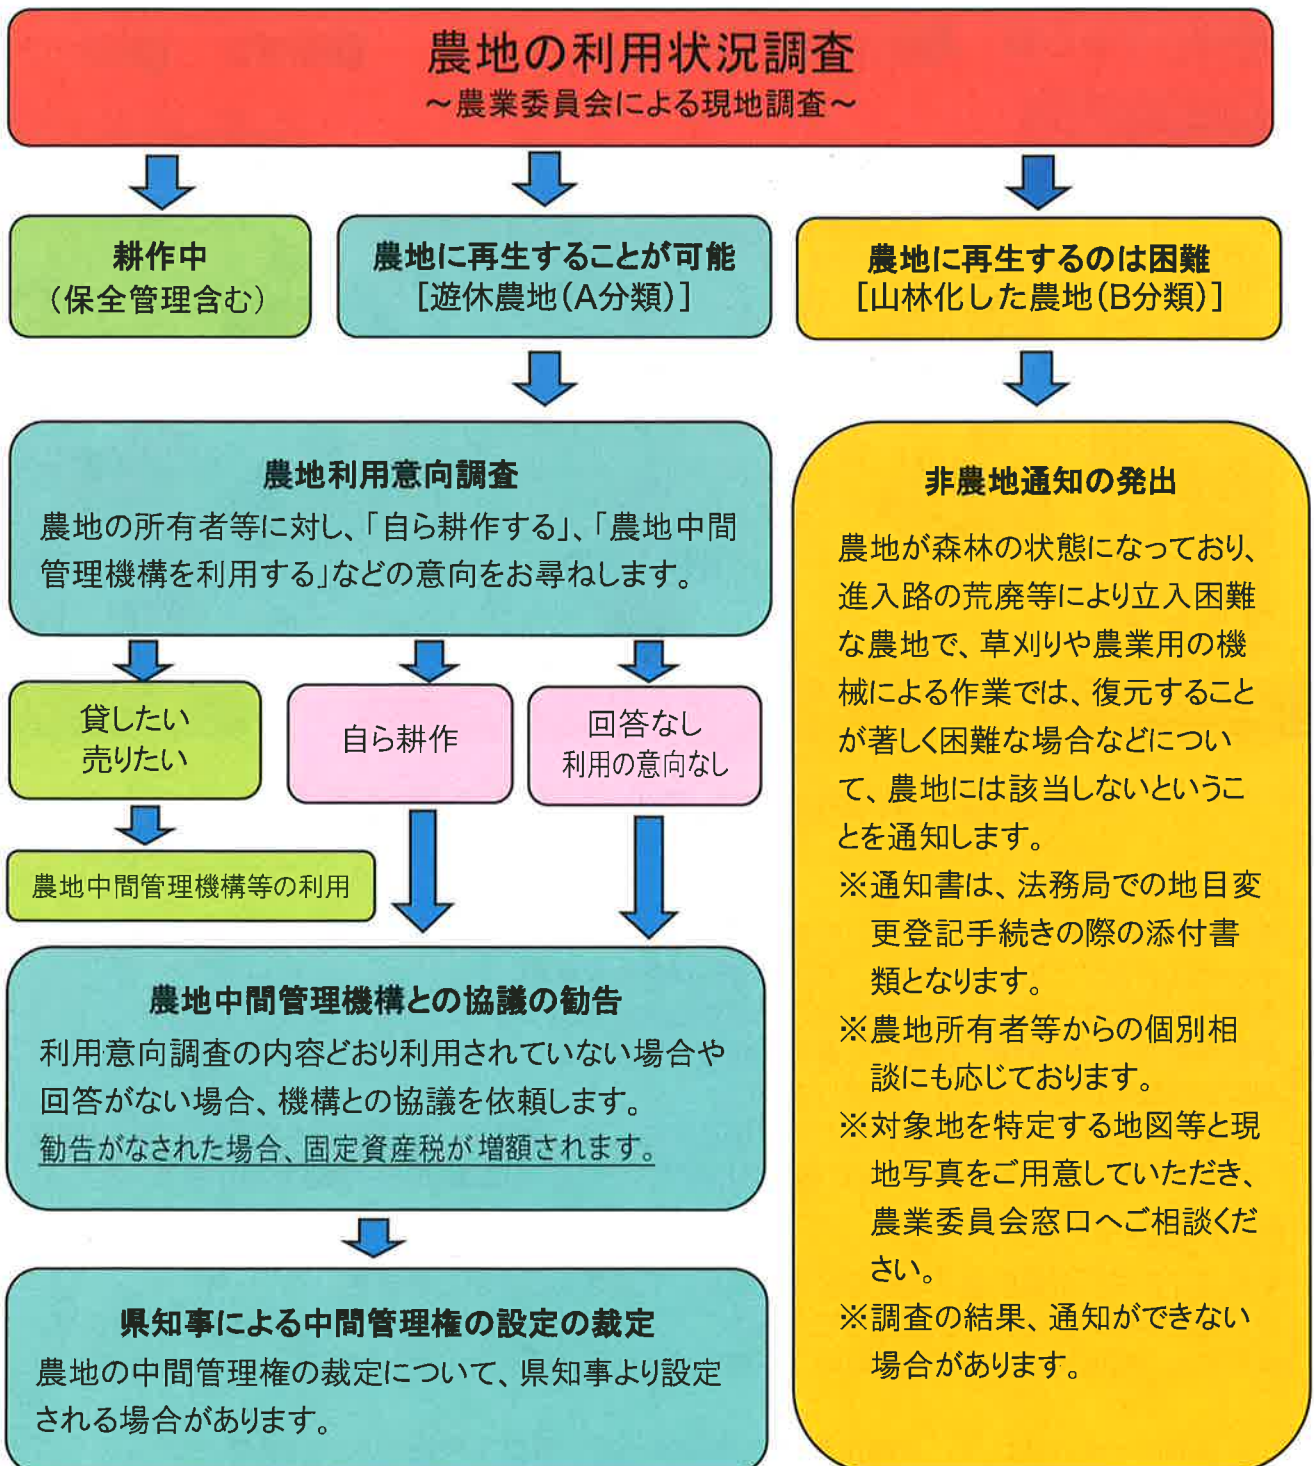 農地の利用状況調査
～農業委員会による現地調査～
耕作中
（保全管理含む）
農地に再生することが可能
［遊休農地（A分類）］
農地に再生するのは困難
［山林化した農地（B分類）］
農地利用意向調査
農地の所有者等に対し、「自ら耕作する」、「農地中間
管理機構を利用する」などの意向をお尋ねします。
貸したい
売りたい
自ら耕作
回答なし
利用の意向なし
農地中間管理機構等の利用
農地中間管理機構との協議の勧告
利用意向調査の内容どおり利用されていない場合や
回答がない場合、機構との協議を依頼します。
勧告がなされた場合、固定資産税が増額されます。
県知事による中間管理権の設定の裁定
農地の中間管理権の裁定について、県知事より設定
される場合があります。
非農地通知の発出
農地が森林の状態になっており、
進入路の荒廃等により立入困難
な農地で、草刈りや農業用の機
械による作業では、復元すること
が著しく困難な場合などについ
て、農地には該当しないというこ
とを通知します。
※通知書は、法務局での地目変
更登記手続きの際の添付書
類となります。
※農地所有者等からの個別相
談にも応じております。
※対象地を特定する地図等と現
地写真をご用意していただき、
農業委員会窓口へご相談くだ
さい。
※調査の結果、通知ができない
場合があります。